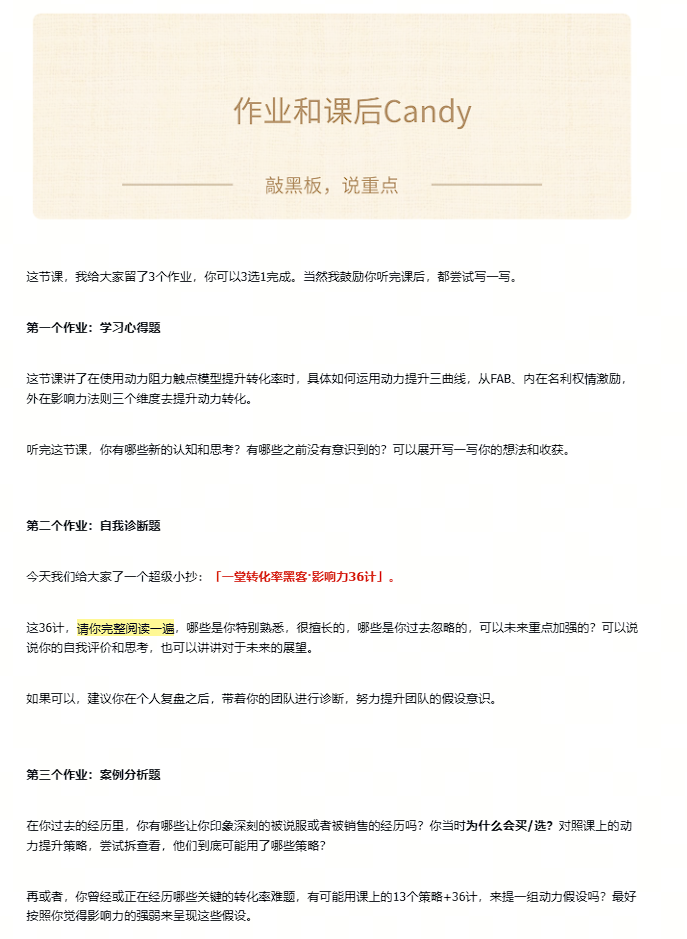 作业和课后Candy
敲黑板，说重点
这节课，我给大家留了3个作业，你可以3选1完成。当然我鼓励你听完课后，都尝试写一写。
第一个作业：学习心得题
这节课讲了在使用动力阻力触点模型提升转化率时，具体如何运用动力提升三曲线，从FAB、内在名利权情激励，
外在影响力法则三个维度去提升动力转化。
听完这节课，你有哪些新的认知和思考？有哪些之前没有意识到的？可以展开写一写你的想法和收获。
第二个作业：自我诊断题
今天我们给大家了一个超级小抄：「一堂转化率黑客·影响力36计」。
这36计，请你完整阅读一遍，哪些是你特别熟悉，很擅长的，哪些是你过去忽略的，可以未来重点加强的？可以说
说你的自我评价和思考，也可以讲讲对于未来的展望。
如果可以，建议你在个人复盘之后，带着你的团队进行诊断，努力提升团队的假设意识。
第三个作业：案例分析题
在你过去的经历里，你有哪些让你印象深刻的被说服或者被销售的经历吗？你当时为什么会买/选？对照课上的动
力提升策略，尝试拆查看，他们到底可能用了哪些策略？
再或者，你曾经或正在经历哪些关键的转化率难题，有可能用课上的13个策略+36计，来提一组动力假设吗？最好
按照你觉得影响力的强弱来呈现这些假设。